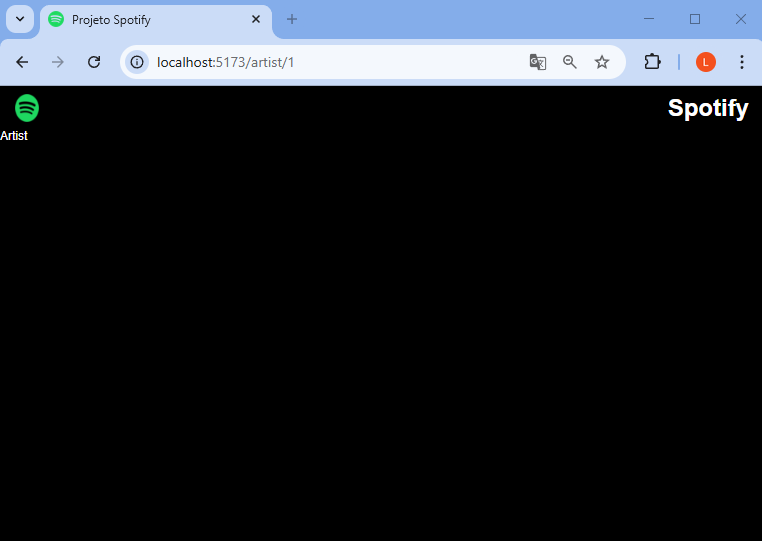 Projeto Spotify
localhost:5173/artist/1
L
Spotify
Artist